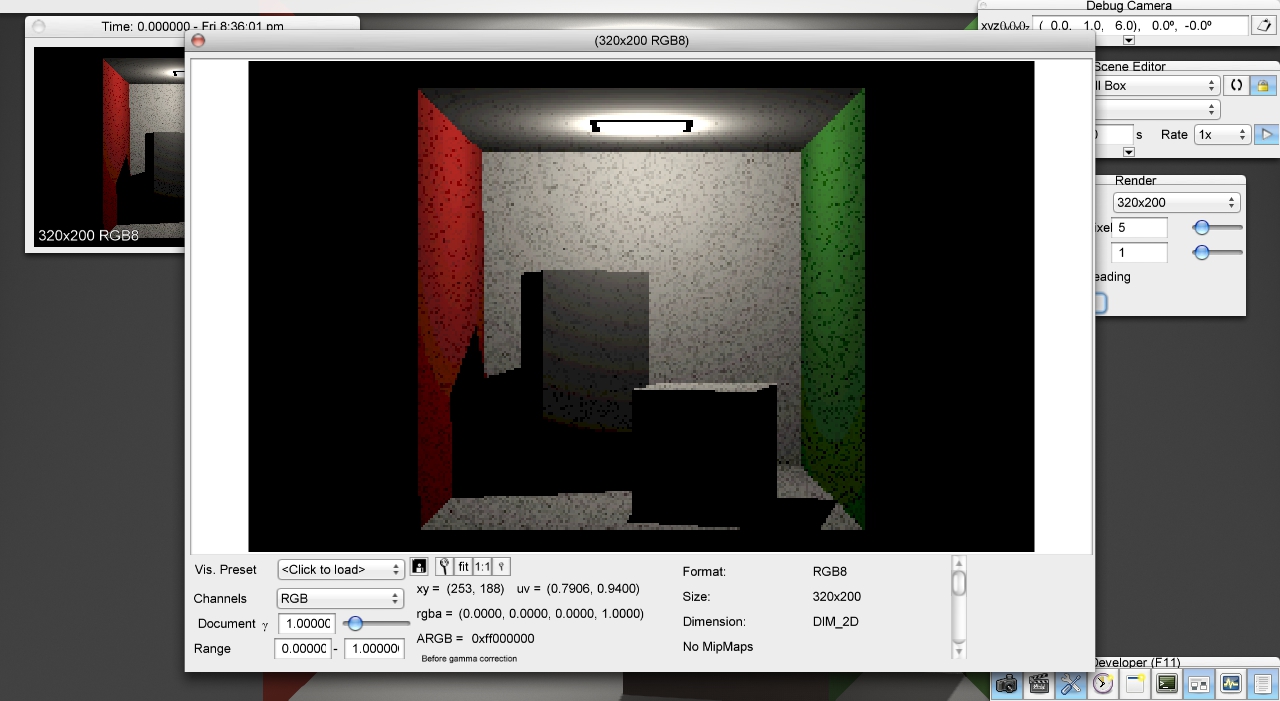 Debug Camera
Time: 0.000000 - Fri 8:36:01 pm
xyz ( 0.0, 1.0, 6.0), 0.0º, -0.0º
(320x200 RGB8)
Scene Editor
ll Box
s Rate 1x
Render
320x200
ixel 5
1
eading
320x200 RGB8
Vis. Preset <Click to load> fit 1:1
Channels RGB
Document γ 1.0000
Range 0.0000 - 1.0000
xy = (253, 188) uv = (0.7906, 0.9400)
rgba = (0.0000, 0.0000, 0.0000, 1.0000)
ARGB = 0xff000000
Before gamma correction
Format: RGB8
Size: 320x200
Dimension: DIM_2D
No MipMaps
Developer (F11)